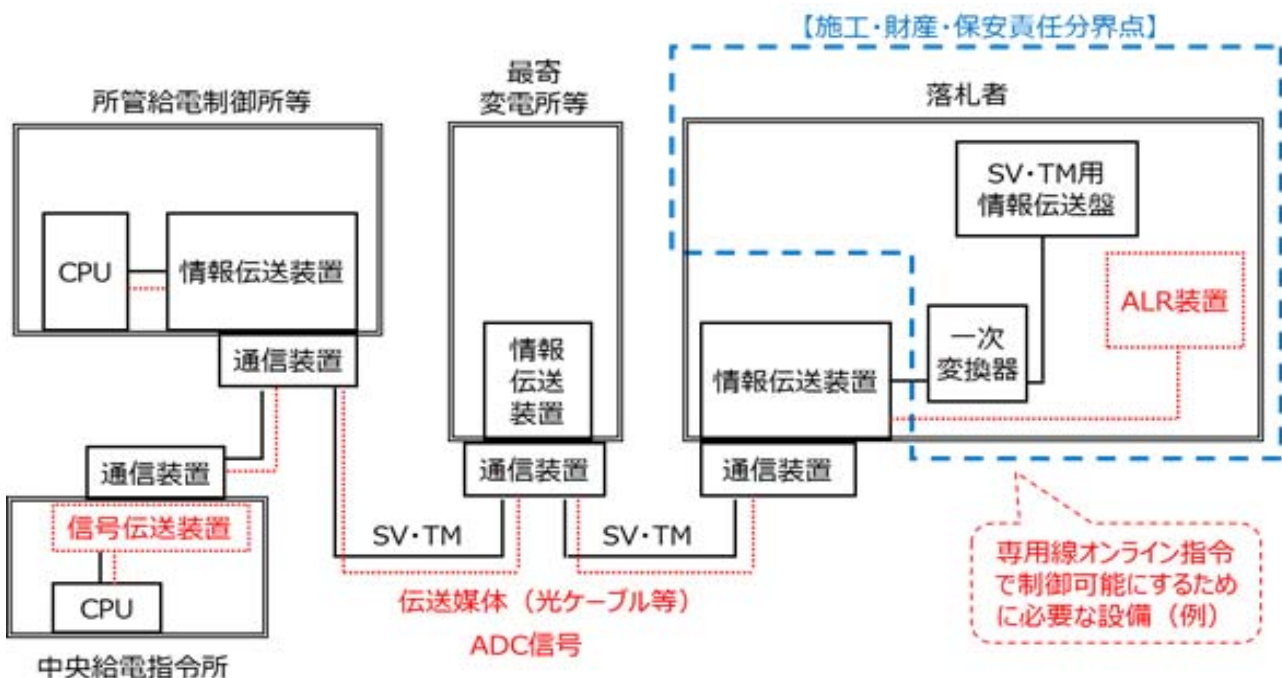 【施工・財産・保安責任分界点】
所管給電制御所等
最寄
変電所等
落札者
SV・TM用
情報伝送盤
CPU
情報伝送装置
ALR装置
通信装置
情報
伝送
装置
情報伝送装置
一次
変換器
通信装置
通信装置
通信装置
信号伝送装置
SV・TM
SV・TM
CPU
伝送媒体（光ケーブル等）
ADC信号
専用線オンライン指令
で制御可能にするため
に必要な設備（例）
中央給電指令所